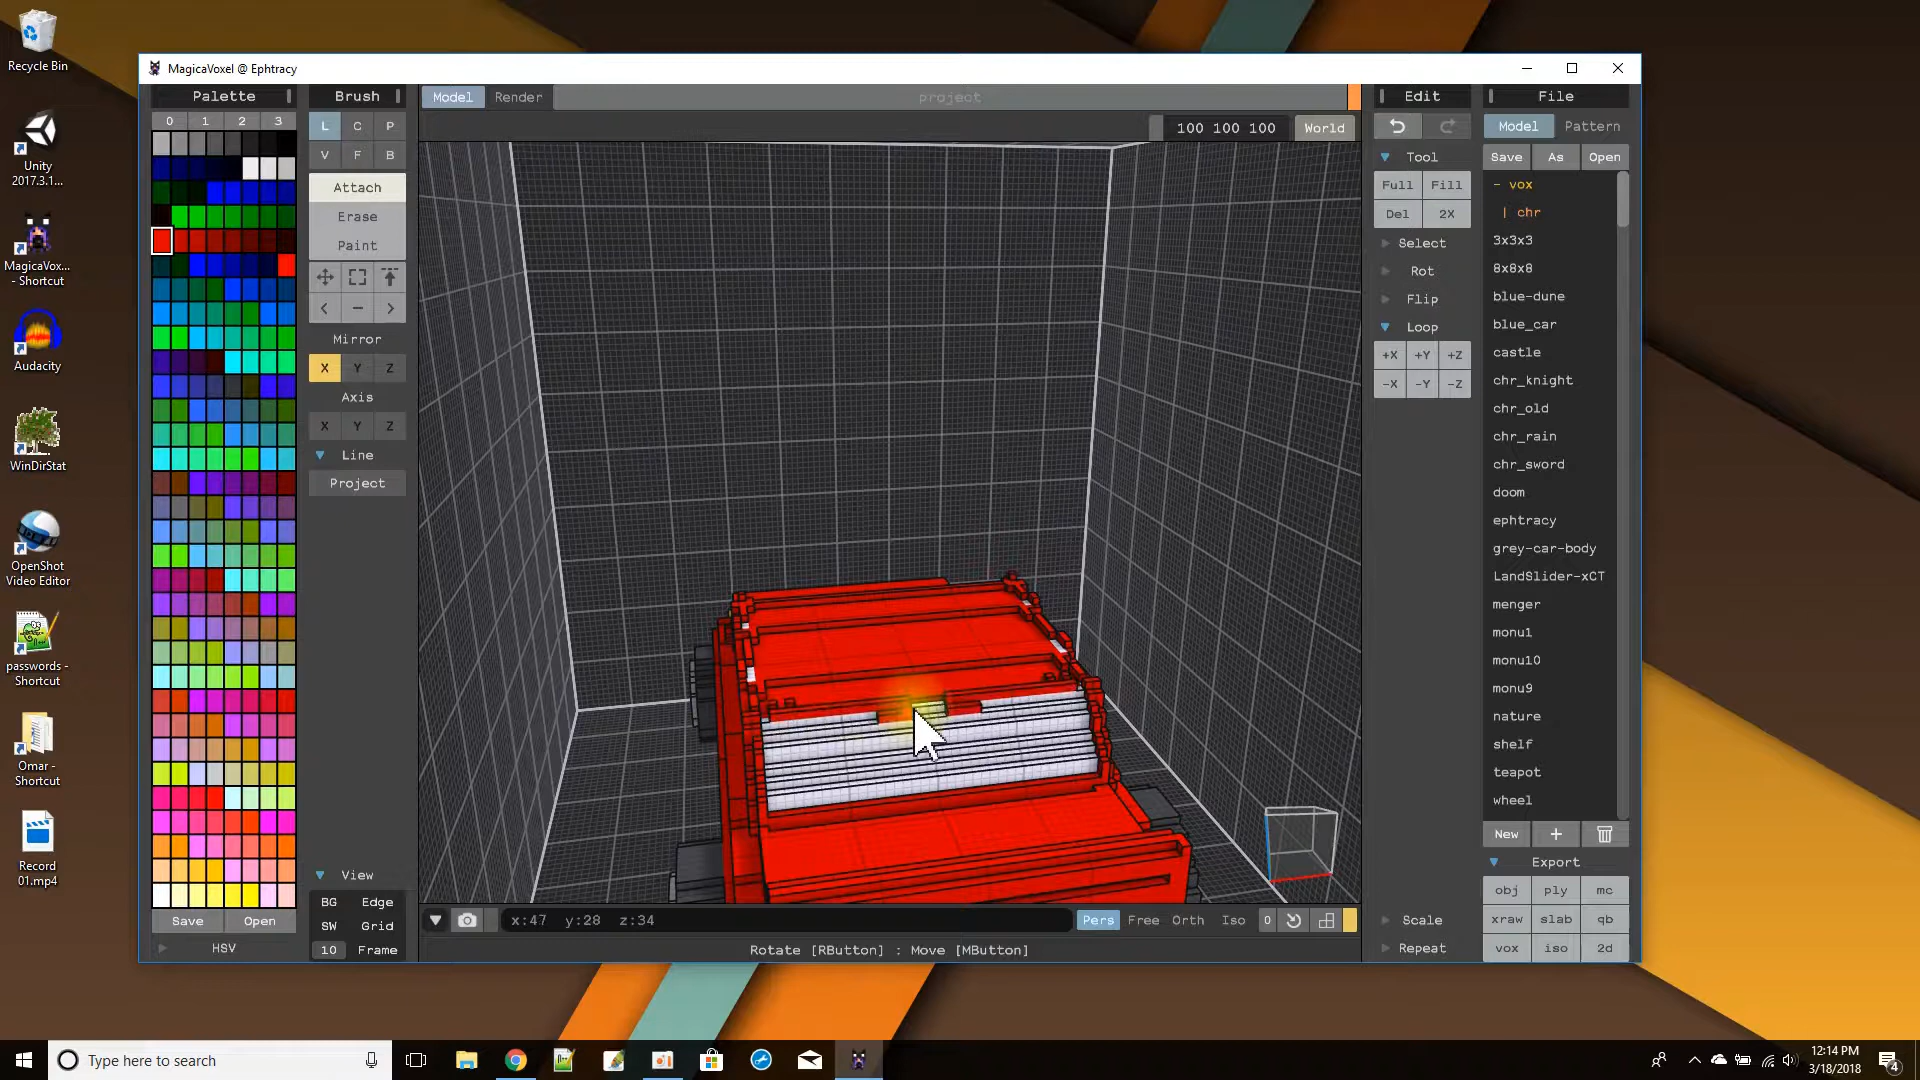 Recycle Bin
Unity
2017.3.1...
MagicaVox...
- Shortcut
Audacity
WinDirStat
OpenShot
Video Editor
passwords -
Shortcut
Omar -
Shortcut
Record
01.mp4
MagicaVoxel @ Ephtracy
Palette
0 1 2 3
Save Open
HSV
Brush
L C P
V F B
Attach
Erase
Paint
< - >
Mirror
X Y Z
Axis
X Y Z
Line
Project
View
BG Edge
SW Grid
10 Frame
Model Render
project
100 100 100 World
x:47 y:28 z:34
Pers Free Orth Iso 0
Rotate [RButton] : Move [MButton]
Edit
Tool
Full Fill
Del 2X
Select
Rot
Flip
Loop
+X +Y +Z
-X -Y -Z
Scale
Repeat
File
Model Pattern
Save As Open
- vox
| chr
3x3x3
8x8x8
blue-dune
blue_car
castle
chr_knight
chr_old
chr_rain
chr_sword
doom
ephtracy
grey-car-body
LandSlider-xCT
menger
monu1
monu10
monu9
nature
shelf
teapot
wheel
New +
Export
obj ply mc
xraw slab qb
vox iso 2d
Type here to search
12:14 PM
3/18/2018
4